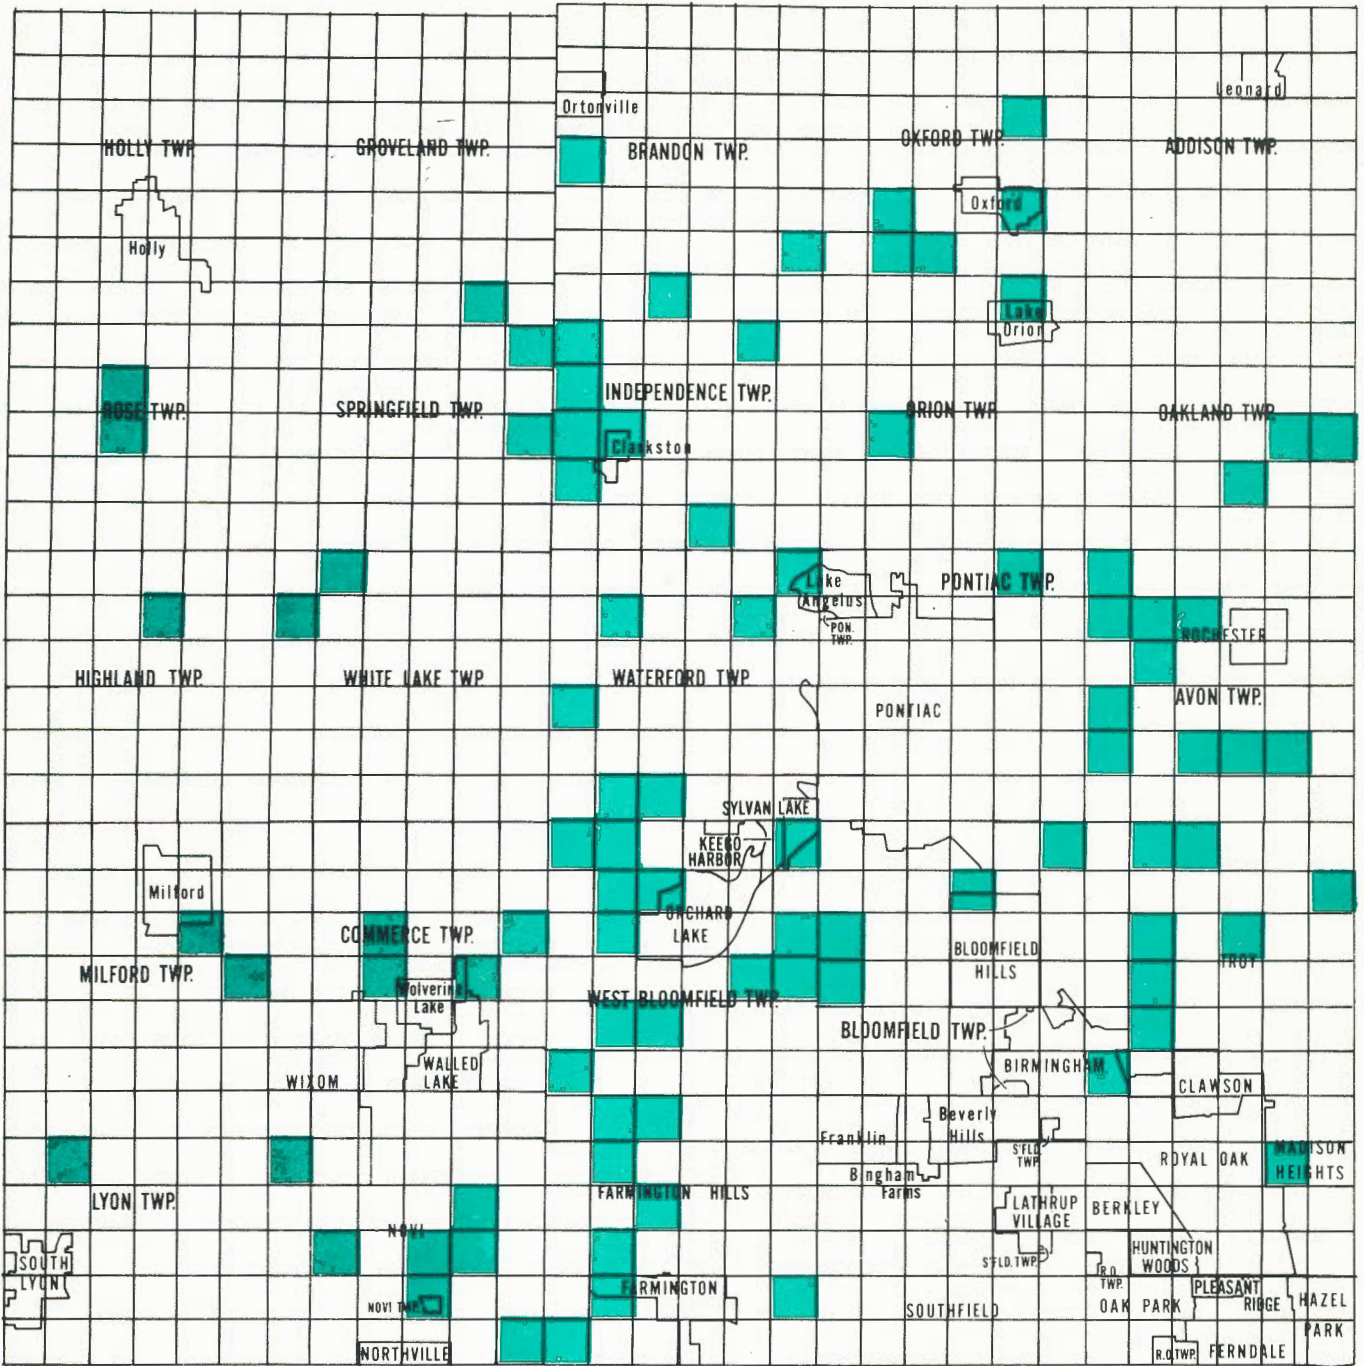 Leonard
Ortonville
HOLLY TWP.
GROVELAND TWP.
BRANDON TWP.
OXFORD TWP.
ADDISON TWP.
Oxford
Holly
Lake
Orion
ROSE TWP.
SPRINGFIELD TWP.
INDEPENDENCE TWP.
ORION TWP.
OAKLAND TWP.
Clarkston
Lake
Angelus
PONTIAC TWP.
PON.
TWP.
ROCHESTER
HIGHLAND TWP.
WHITE LAKE TWP.
WATERFORD TWP.
PONTIAC
AVON TWP.
SYLVAN LAKE
KEEGO
HARBOR
Milford
ORCHARD
LAKE
COMMERCE TWP.
MILFORD TWP.
BLOOMFIELD
HILLS
TROY
Wolverine
Lake
WEST BLOOMFIELD TWP.
BLOOMFIELD TWP.
WALLED
LAKE
WIXOM
BIRMINGHAM
CLAWSON
Franklin
Beverly
Hills
S'FLD.
TWP.
ROYAL OAK
MADISON
HEIGHTS
Bingham
Farms
LYON TWP.
FARMINGTON HILLS
LATHRUP
VILLAGE
BERKLEY
NOVI
SOUTH
LYON
S'FLD. TWP.
HUNTINGTON
WOODS
R.O.
TWP.
NOVI TWP.
FARMINGTON
SOUTHFIELD
OAK PARK
PLEASANT
RIDGE
HAZEL
PARK
NORTHVILLE
R.O.TWP.
FERNDALE